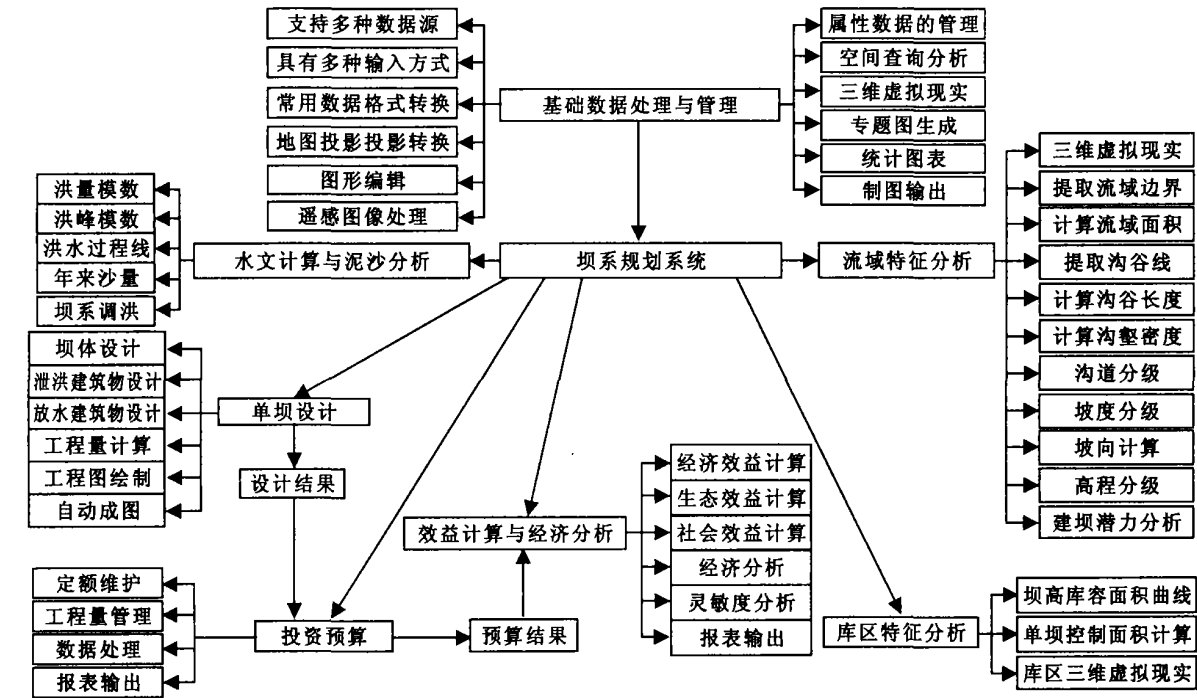 支持多种数据源
具有多种输入方式
常用数据格式转换
地图投影投影转换
图形编辑
遥感图像处理
基础数据处理与管理
属性数据的管理
空间查询分析
三维虚拟现实
专题图生成
统计图表
制图输出
洪量模数
洪峰模数
洪水过程线
年来沙量
坝系调洪
水文计算与泥沙分析
坝系规划系统
流域特征分析
三维虚拟现实
提取流域边界
计算流域面积
提取沟谷线
计算沟谷长度
计算沟壑密度
沟道分级
坡度分级
坡向计算
高程分级
建坝潜力分析
坝体设计
泄洪建筑物设计
放水建筑物设计
工程量计算
工程图绘制
自动成图
单坝设计
设计结果
效益计算与经济分析
经济效益计算
生态效益计算
社会效益计算
经济分析
灵敏度分析
报表输出
定额维护
工程量管理
数据处理
报表输出
投资预算
预算结果
库区特征分析
坝高库容面积曲线
单坝控制面积计算
库区三维虚拟现实